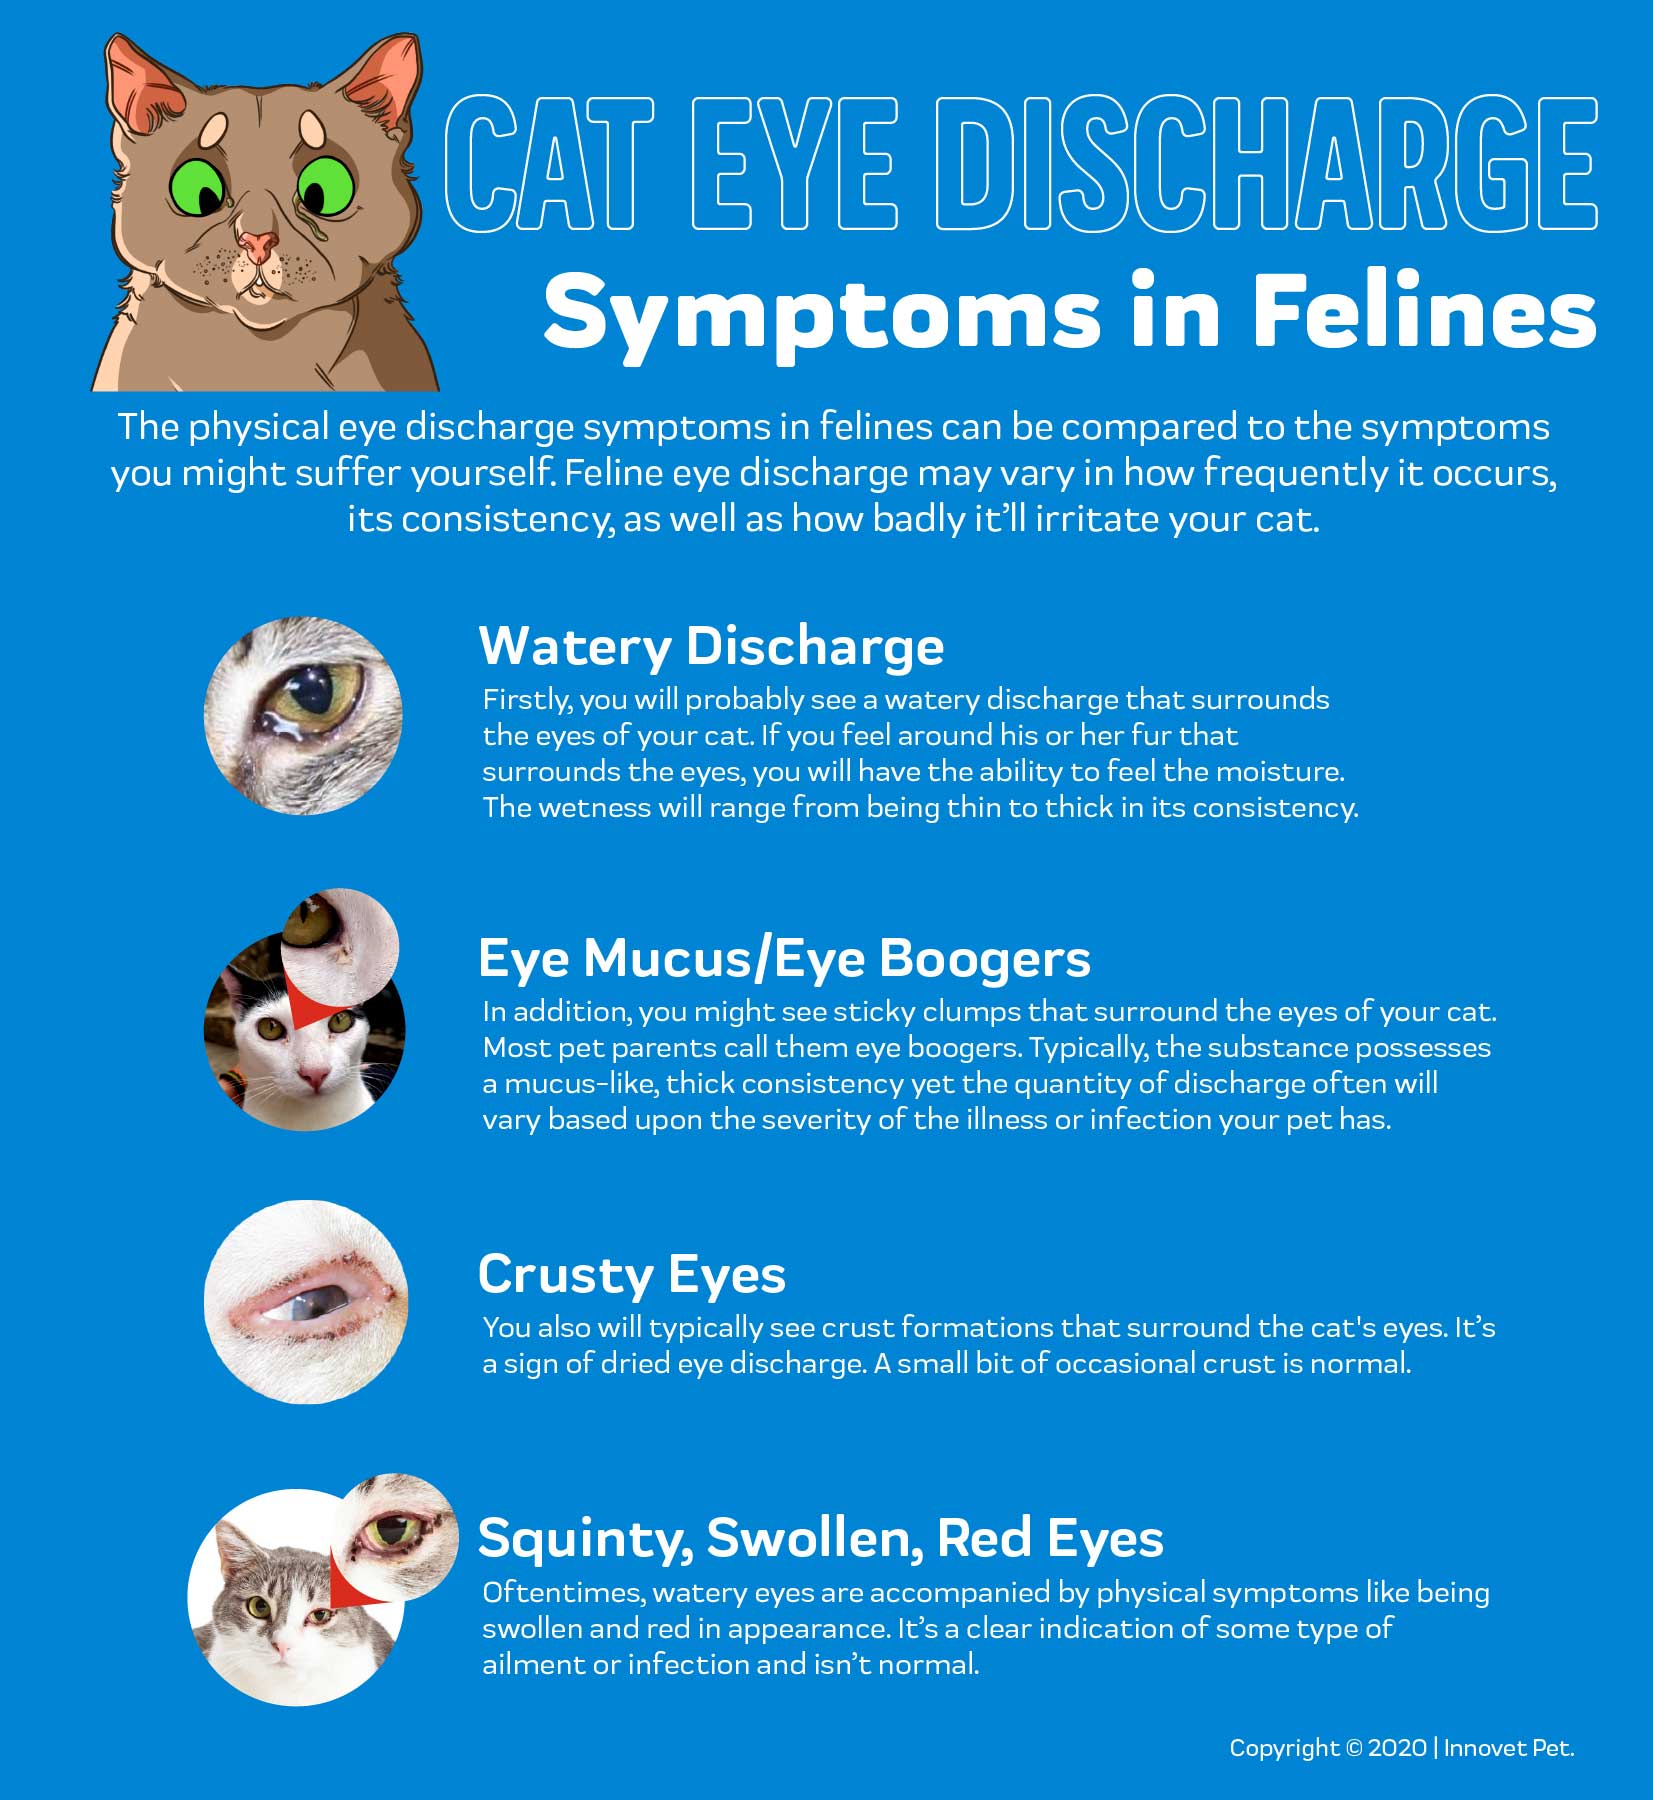 CAT EYE DISCHARGE
Symptoms in Felines
The physical eye discharge symptoms in felines can be compared to the symptoms
you might suffer yourself. Feline eye discharge may vary in how frequently it occurs,
its consistency, as well as how badly it’ll irritate your cat.
Watery Discharge
Firstly, you will probably see a watery discharge that surrounds
the eyes of your cat. If you feel around his or her fur that
surrounds the eyes, you will have the ability to feel the moisture.
The wetness will range from being thin to thick in its consistency.
Eye Mucus/Eye Boogers
In addition, you might see sticky clumps that surround the eyes of your cat.
Most pet parents call them eye boogers. Typically, the substance possesses
a mucus-like, thick consistency yet the quantity of discharge often will
vary based upon the severity of the illness or infection your pet has.
Crusty Eyes
You also will typically see crust formations that surround the cat's eyes. It’s
a sign of dried eye discharge. A small bit of occasional crust is normal.
Squinty, Swollen, Red Eyes
Oftentimes, watery eyes are accompanied by physical symptoms like being
swollen and red in appearance. It’s a clear indication of some type of
ailment or infection and isn’t normal.
Copyright © 2020 | Innovet Pet.